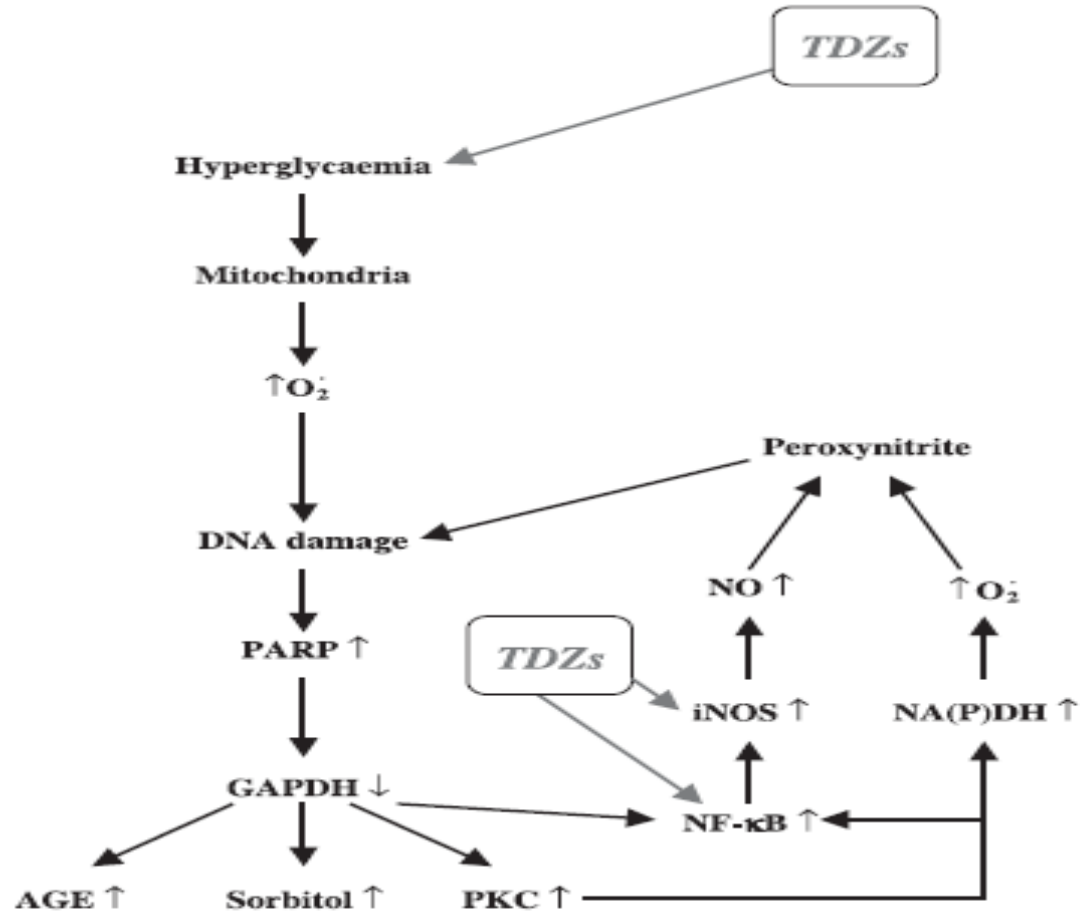 TDZs
Hyperglycaemia
Mitochondria
↑O₂⁻̇
Peroxynitrite
DNA damage
NO ↑
↑O₂⁻̇
PARP ↑
TDZs
iNOS ↑
NA(P)DH ↑
GAPDH ↓
NF-κB ↑
AGE ↑
Sorbitol ↑
PKC ↑